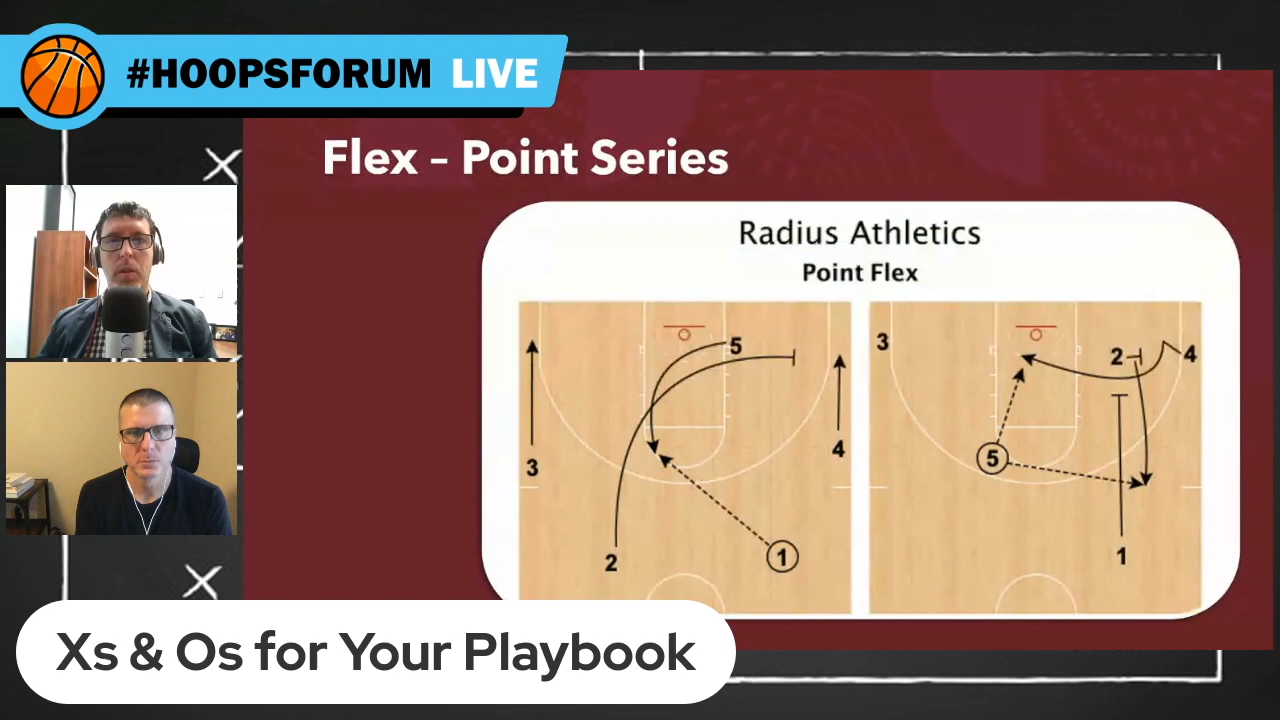 #HOOPSFORUM LIVE
Flex – Point Series
Radius Athletics
Point Flex
5
3
4
2
1
3
2
4
5
1
Xs & Os for Your Playbook